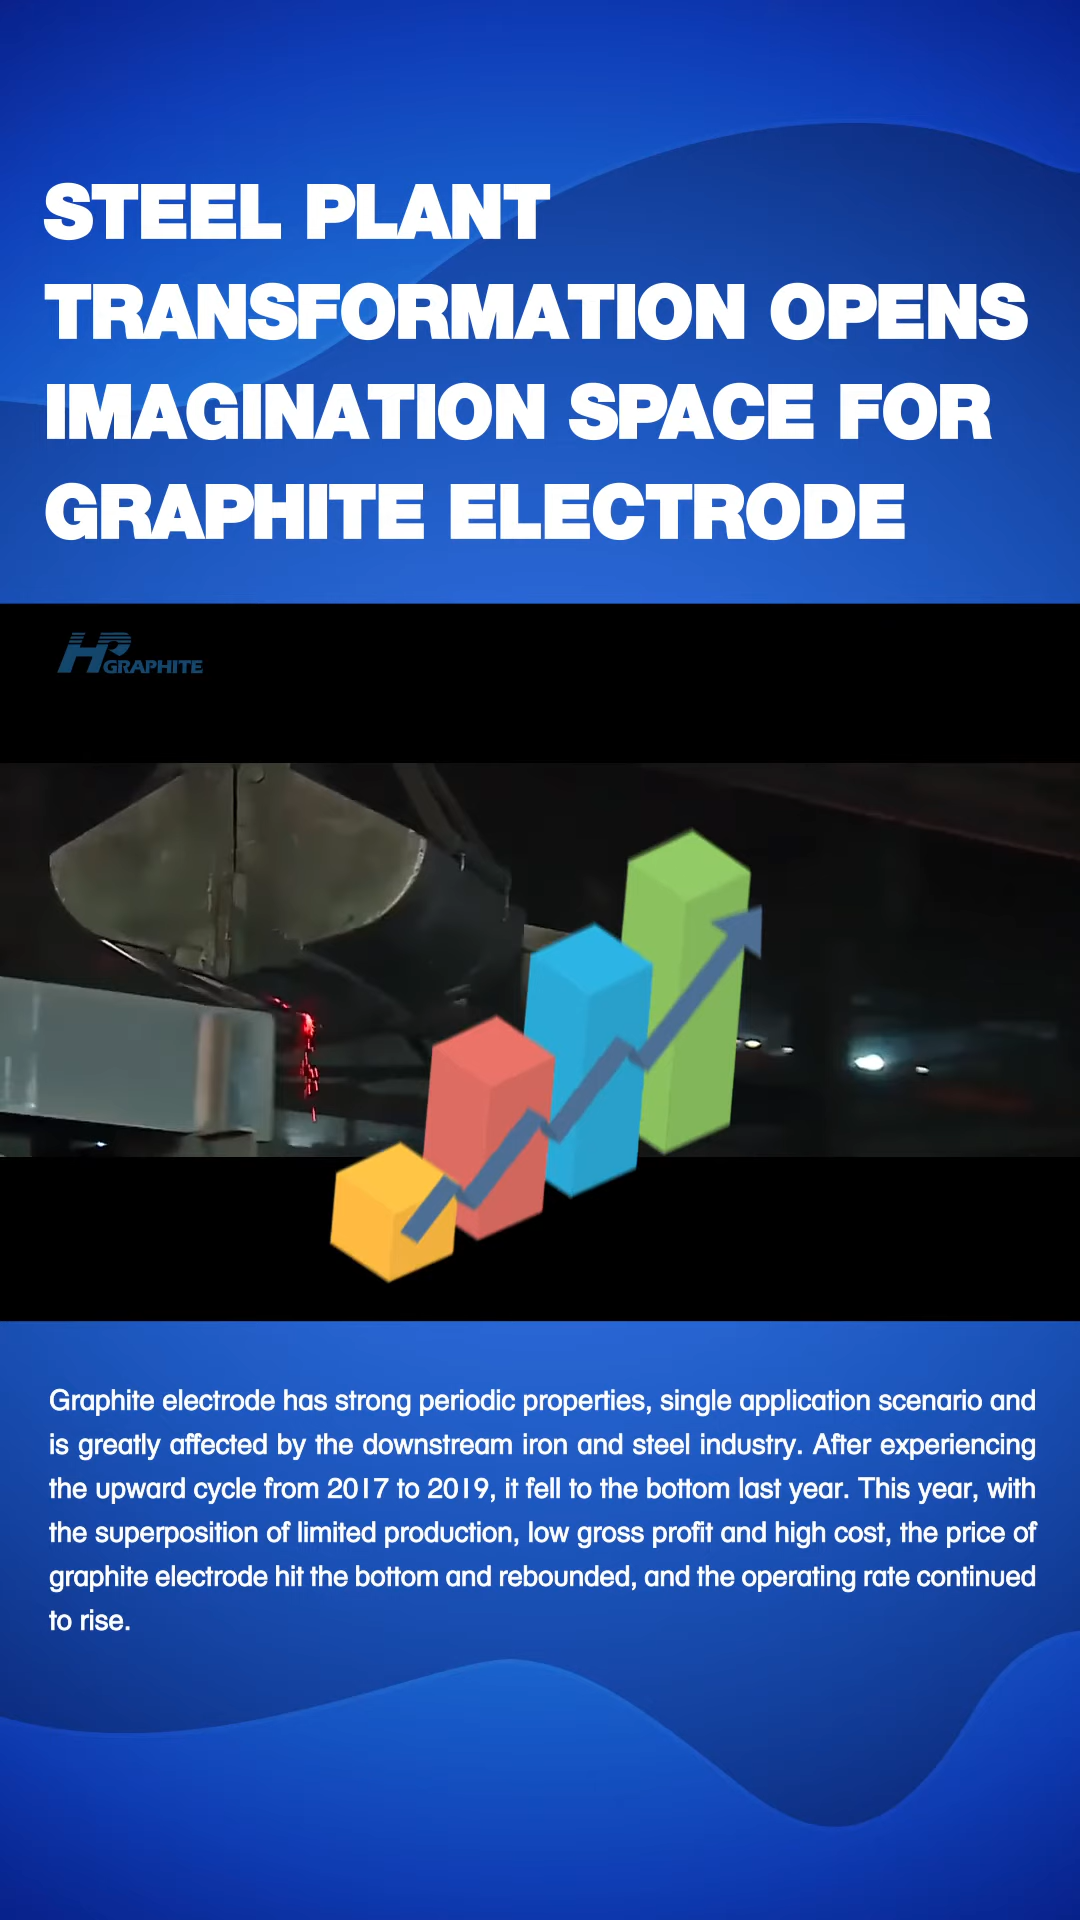 STEEL PLANT
TRANSFORMATION OPENS
IMAGINATION SPACE FOR
GRAPHITE ELECTRODE
HP GRAPHITE
Graphite electrode has strong periodic properties, single application scenario and
is greatly affected by the downstream iron and steel industry. After experiencing
the upward cycle from 2017 to 2019, it fell to the bottom last year. This year, with
the superposition of limited production, low gross profit and high cost, the price of
graphite electrode hit the bottom and rebounded, and the operating rate continued
to rise.